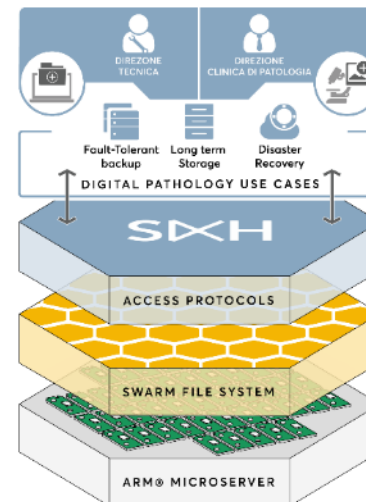 DIREZONE
TECNICA
DIREZIONE
CLINICA DI PATOLOGIA
Fault-Tolerant
backup
Long term
Storage
Disaster
Recovery
DIGITAL PATHOLOGY USE CASES
ACCESS PROTOCOLS
SWARM FILE SYSTEM
ARM® MICROSERVER